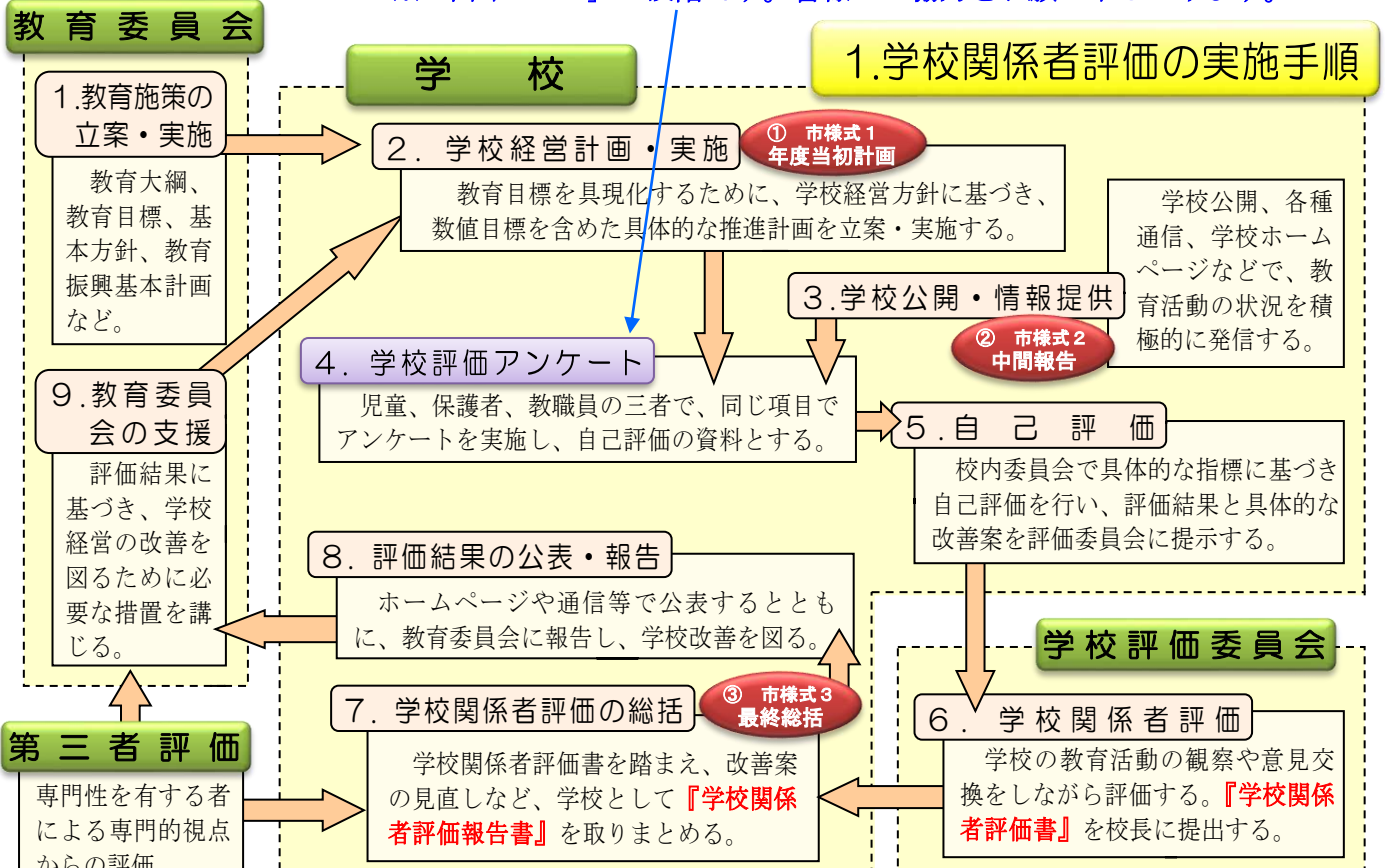 教育委員会
1.学校関係者評価の実施手順
学　校
1.教育施策の
立案・実施
教育大綱、
教育目標、基
本方針、教育
振興基本計画
など。
2. 学校経営計画・実施
① 市様式1
年度当初計画
教育目標を具現化するために、学校経営方針に基づき、
数値目標を含めた具体的な推進計画を立案・実施する。
学校公開、各種
通信、学校ホーム
ページなどで、教
育活動の状況を積
極的に発信する。
3.学校公開・情報提供
② 市様式2
中間報告
4. 学校評価アンケート
児童、保護者、教職員の三者で、同じ項目で
アンケートを実施し、自己評価の資料とする。
5.自 己 評 価
校内委員会で具体的な指標に基づき
自己評価を行い、評価結果と具体的な
改善案を評価委員会に提示する。
9.教育委員
会の支援
評価結果に
基づき、学校
経営の改善を
図るために必
要な措置を講
じる。
8. 評価結果の公表・報告
ホームページや通信等で公表するととも
に、教育委員会に報告し、学校改善を図る。
学校評価委員会
6. 学校関係者評価
学校の教育活動の観察や意見交
換をしながら評価する。『学校関係
者評価書』を校長に提出する。
7. 学校関係者評価の総括
③ 市様式3
最終総括
学校関係者評価書を踏まえ、改善案
の見直しなど、学校として『学校関係
者評価報告書』を取りまとめる。
第三者評価
専門性を有する者
による専門的視点
からの評価